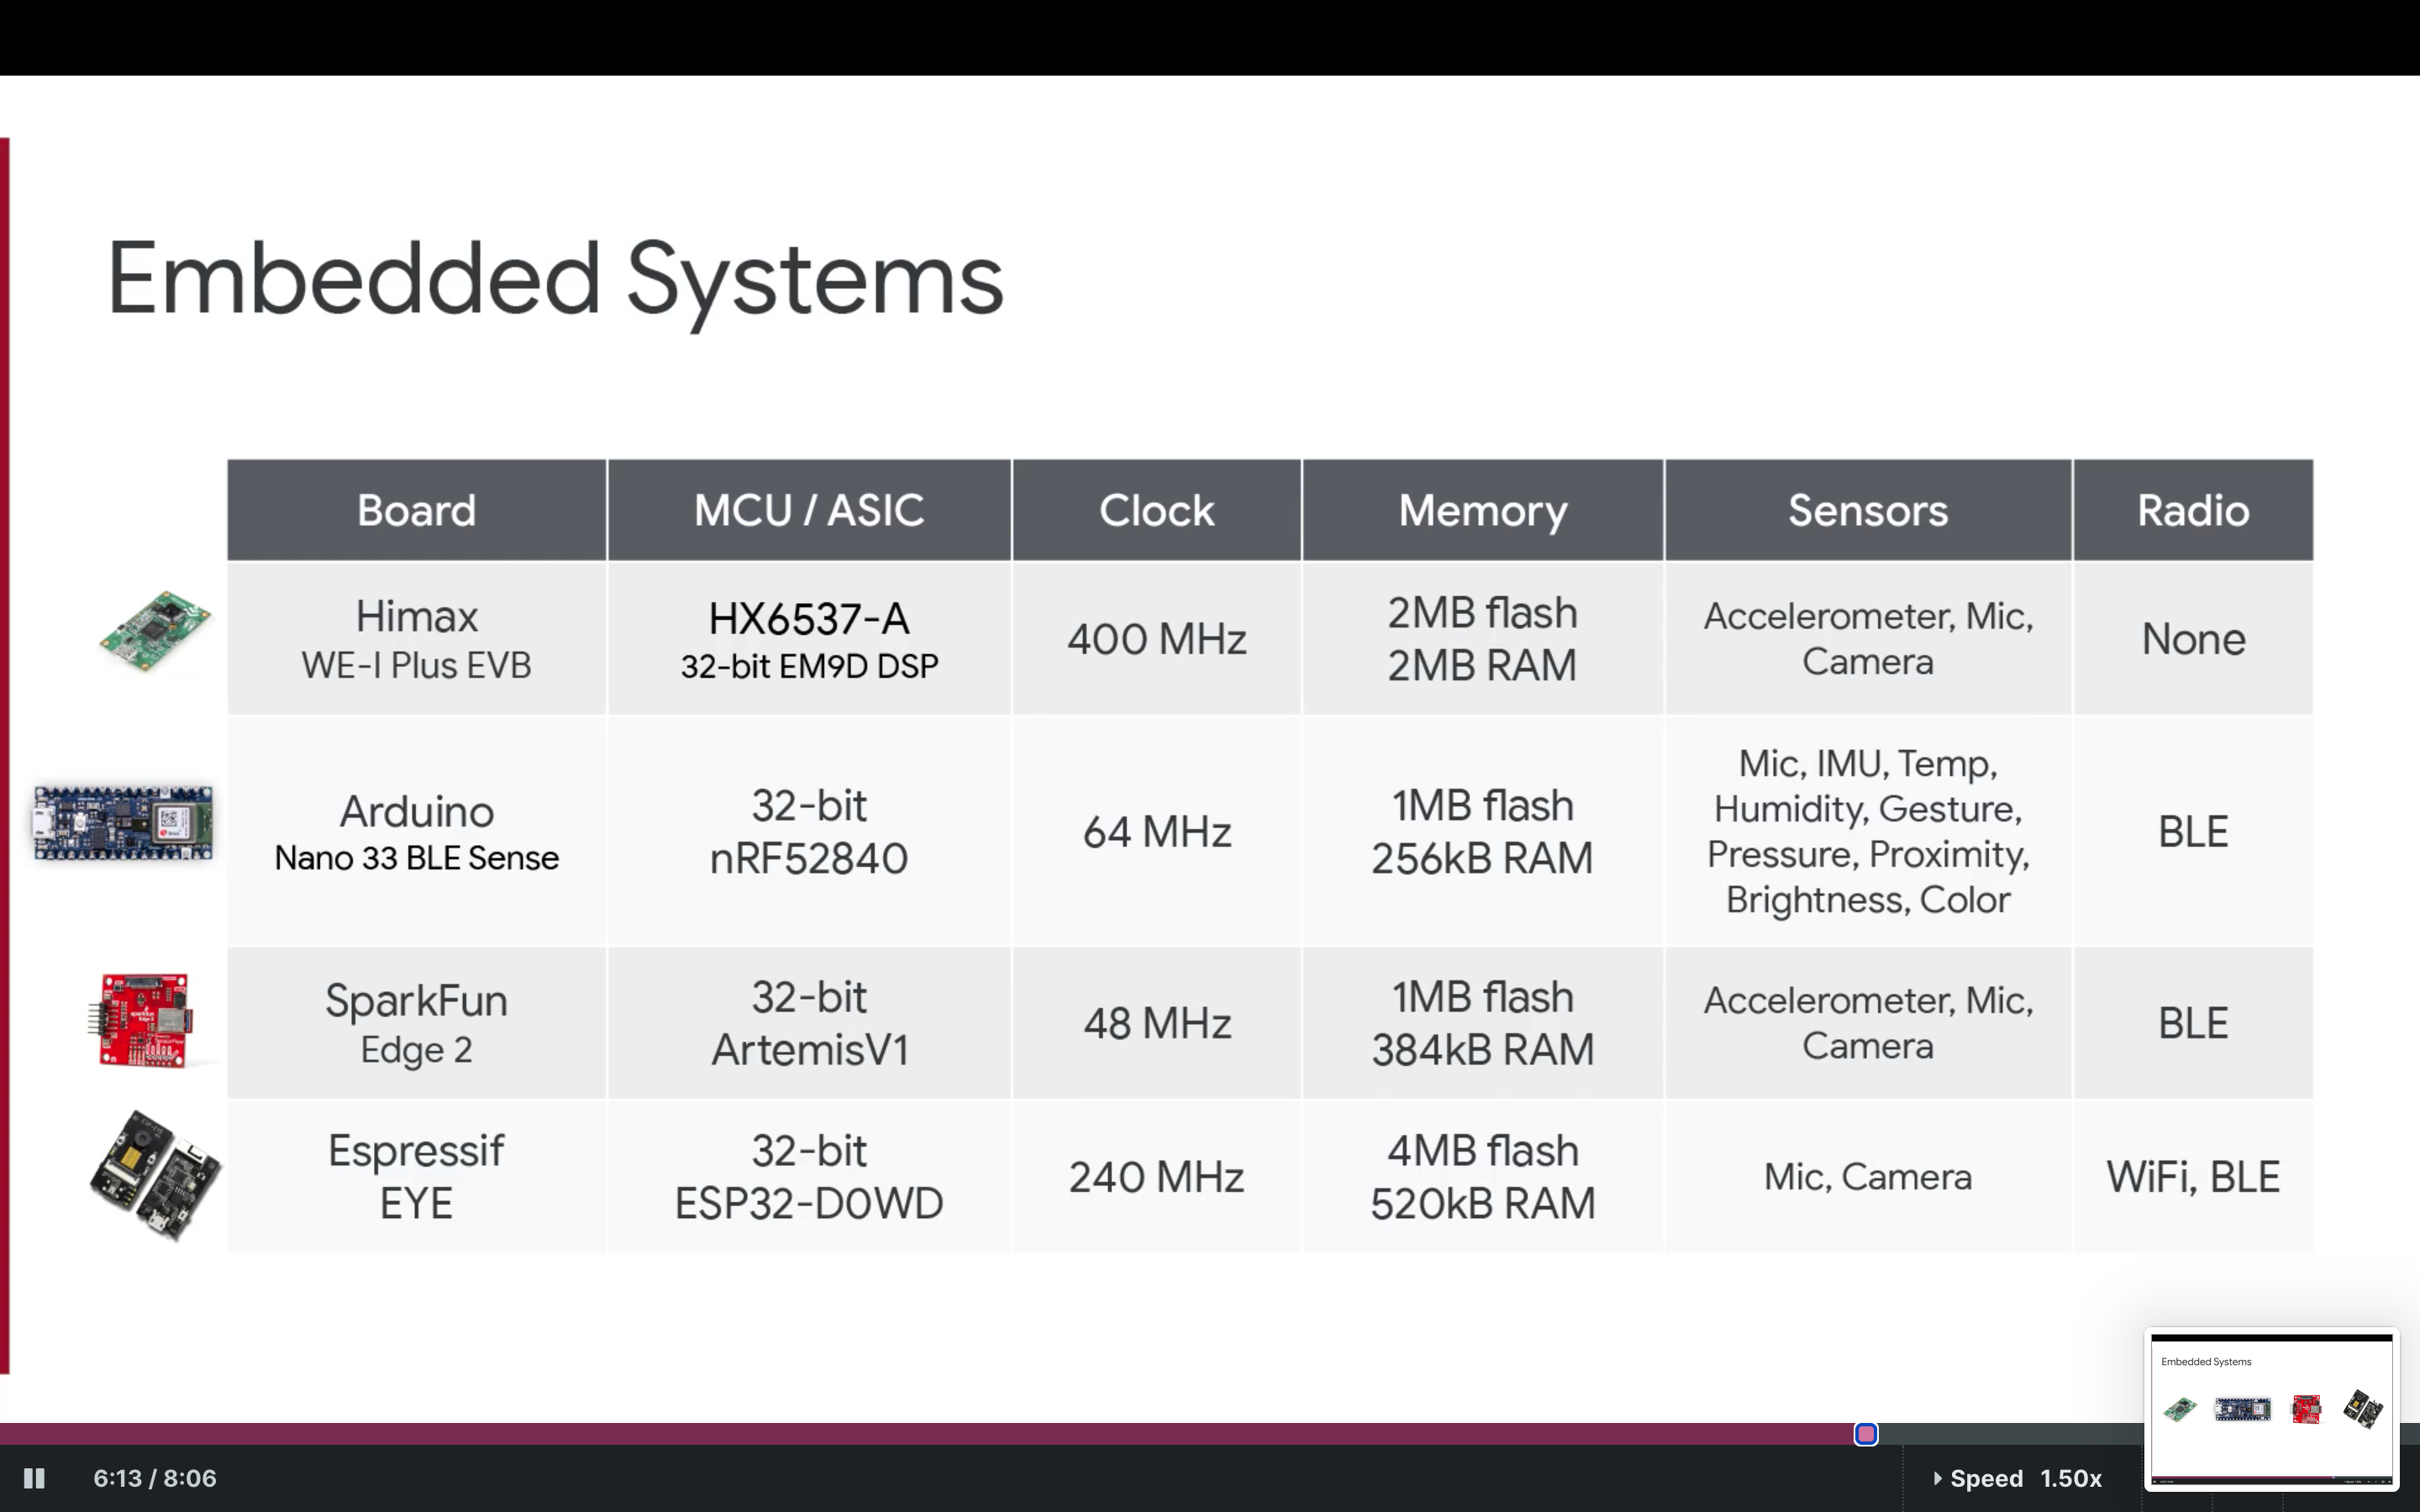 Embedded Systems
Board
MCU / ASIC
Clock
Memory
Sensors
Radio
Himax
WE-I Plus EVB
HX6537-A
32-bit EM9D DSP
400 MHz
2MB flash
2MB RAM
Accelerometer, Mic,
Camera
None
Arduino
Nano 33 BLE Sense
32-bit
nRF52840
64 MHz
1MB flash
256kB RAM
Mic, IMU, Temp,
Humidity, Gesture,
Pressure, Proximity,
Brightness, Color
BLE
SparkFun
Edge 2
32-bit
ArtemisV1
48 MHz
1MB flash
384kB RAM
Accelerometer, Mic,
Camera
BLE
Espressif
EYE
32-bit
ESP32-D0WD
240 MHz
4MB flash
520kB RAM
Mic, Camera
WiFi, BLE
Embedded Systems
6:13 / 8:06
Speed 1.50x